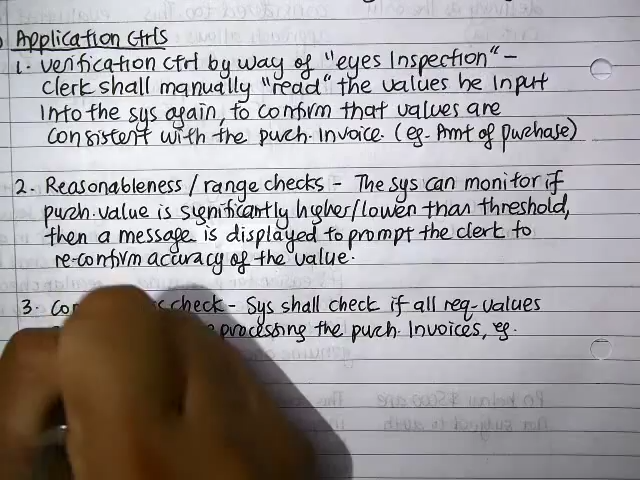 Application Ctrls
1. Verification Ctrl by way of "eyes Inspection" -
Clerk shall manually "read" the values he input
Into the sys again, to confirm that values are
consistent with the purch. Invoice. (eg. Amt of purchase)
2. Reasonableness / range checks - The sys can monitor if
purch. value is significantly higher/lower than threshold,
then a message is displayed to prompt the clerk to
re-confirm accuracy of the value.
3. check - Sys shall check if all req. values
processing the purch. Invoices, eg.